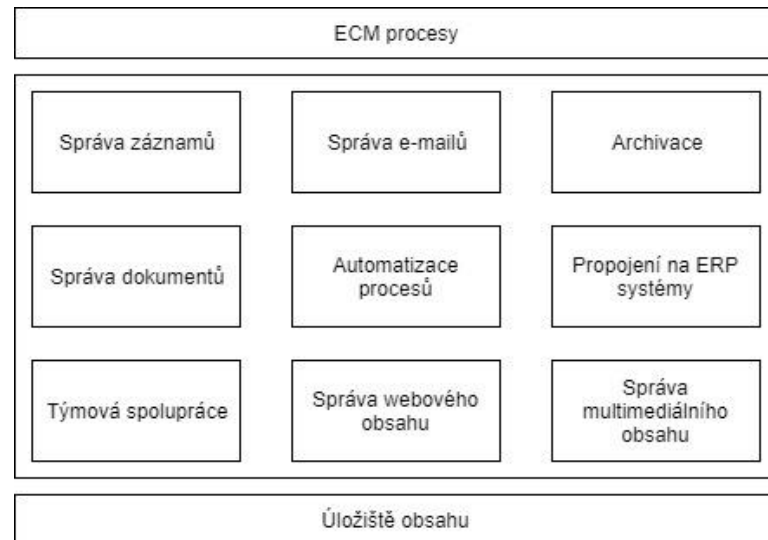 ECM procesy
Správa záznamů
Správa e-mailů
Archivace
Správa dokumentů
Automatizace
procesů
Propojení na ERP
systémy
Týmová spolupráce
Správa webového
obsahu
Správa
multimediálního
obsahu
Úložiště obsahu